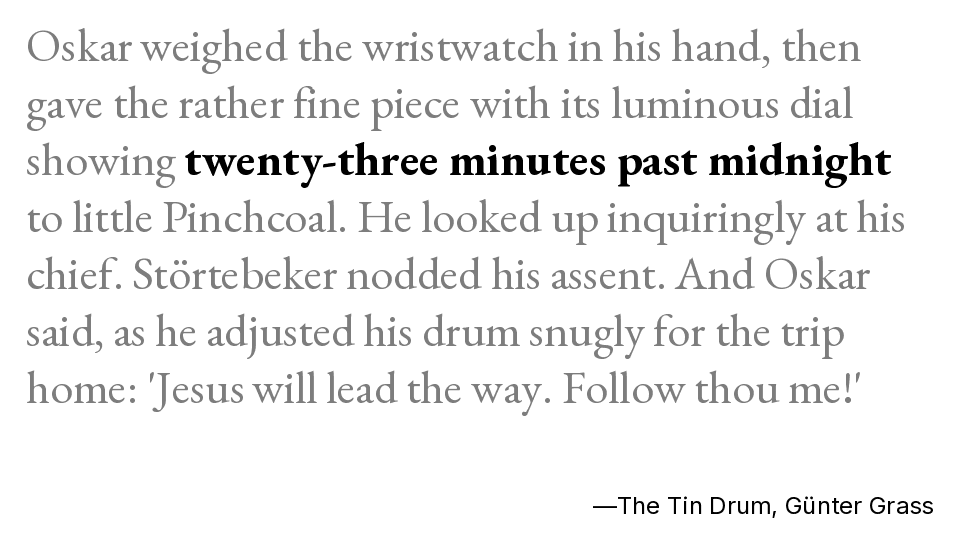 Oskar weighed the wristwatch in his hand, then
gave the rather fine piece with its luminous dial
showing twenty-three minutes past midnight
to little Pinchcoal. He looked up inquiringly at his
chief. Störtebeker nodded his assent. And Oskar
said, as he adjusted his drum snugly for the trip
home: 'Jesus will lead the way. Follow thou me!'
—The Tin Drum, Günter Grass